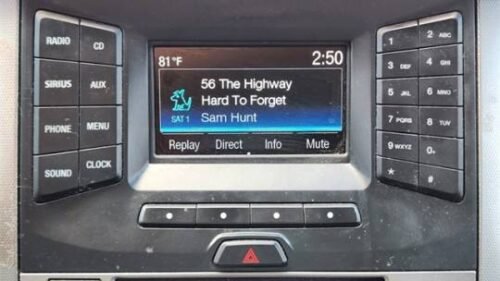 RADIO
CD
SIRIUS
AUX
PHONE
MENU
SOUND
CLOCK
81°F 2:50
56 The Highway
Hard To Forget
SAT 1 Sam Hunt
Replay Direct Info Mute
1
2 ABC
3 DEF
4 GHI
5 JKL
6 MNO
7 PQRS
8 TUV
9 WXYZ
0
*
#